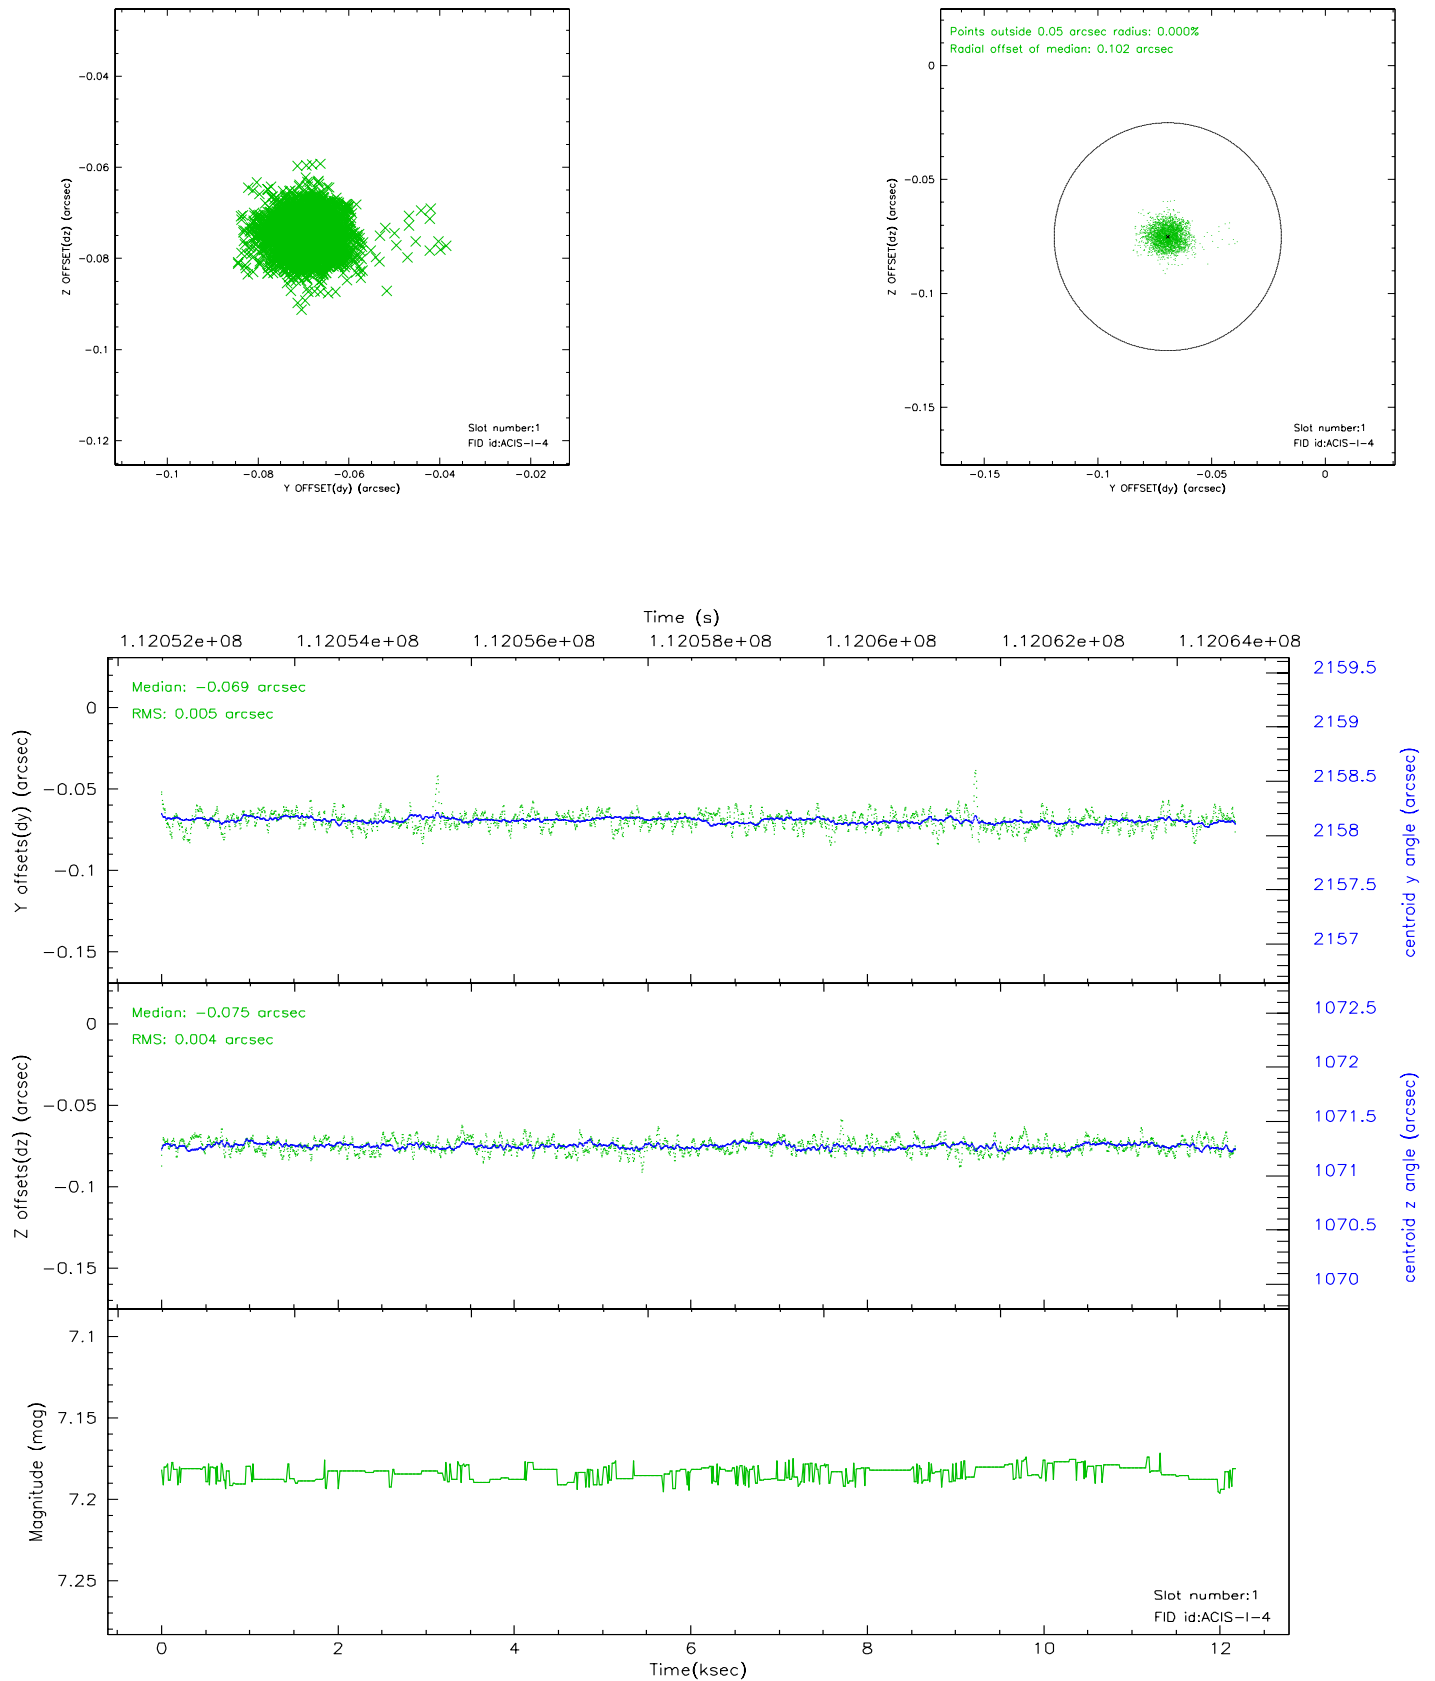 −0.04
−0.06
−0.08
−0.1
−0.12
Z OFFSET(dz) (arcsec)
Slot number:1
FID id:ACIS−I−4
−0.1 −0.08 −0.06 −0.04 −0.02
Y OFFSET(dy) (arcsec)
Points outside 0.05 arcsec radius: 0.000%
Radial offset of median: 0.102 arcsec
0
−0.05
−0.1
−0.15
Z OFFSET(dz) (arcsec)
Slot number:1
FID id:ACIS−I−4
−0.15 −0.1 −0.05 0
Y OFFSET(dy) (arcsec)
Time (s)
1.12052e+08 1.12054e+08 1.12056e+08 1.12058e+08 1.1206e+08 1.12062e+08 1.12064e+08
Median: −0.069 arcsec
RMS: 0.005 arcsec
0
−0.05
−0.1
−0.15
Y offsets(dy) (arcsec)
2159.5
2159
2158.5
2158
2157.5
2157
centroid y angle (arcsec)
Median: −0.075 arcsec
RMS: 0.004 arcsec
0
−0.05
−0.1
−0.15
Z offsets(dz) (arcsec)
1072.5
1072
1071.5
1071
1070.5
1070
centroid z angle (arcsec)
7.1
7.15
7.2
7.25
Magnitude (mag)
Slot number:1
FID id:ACIS−I−4
0 2 4 6 8 10 12
Time(ksec)